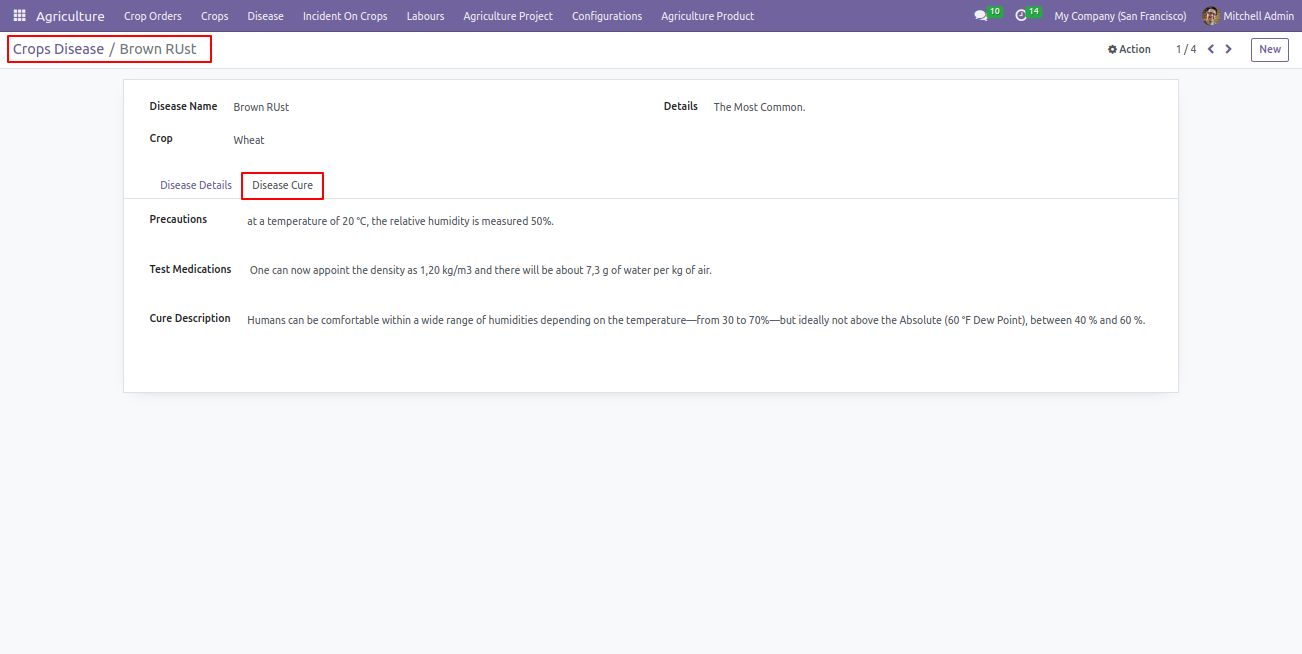 Agriculture Crop Orders Crops Disease Incident On Crops Labours Agriculture Project Configurations Agriculture Product 10 14 My Company (San Francisco) Mitchell Admin
Crops Disease / Brown RUst Action 1 / 4 New
Disease Name Brown RUst Details The Most Common.
Crop Wheat
Disease Details Disease Cure
Precautions at a temperature of 20 °C, the relative humidity is measured 50%.
Test Medications One can now appoint the density as 1,20 kg/m3 and there will be about 7,3 g of water per kg of air.
Cure Description Humans can be comfortable within a wide range of humidities depending on the temperature—from 30 to 70%—but ideally not above the Absolute (60 °F Dew Point), between 40 % and 60 %.